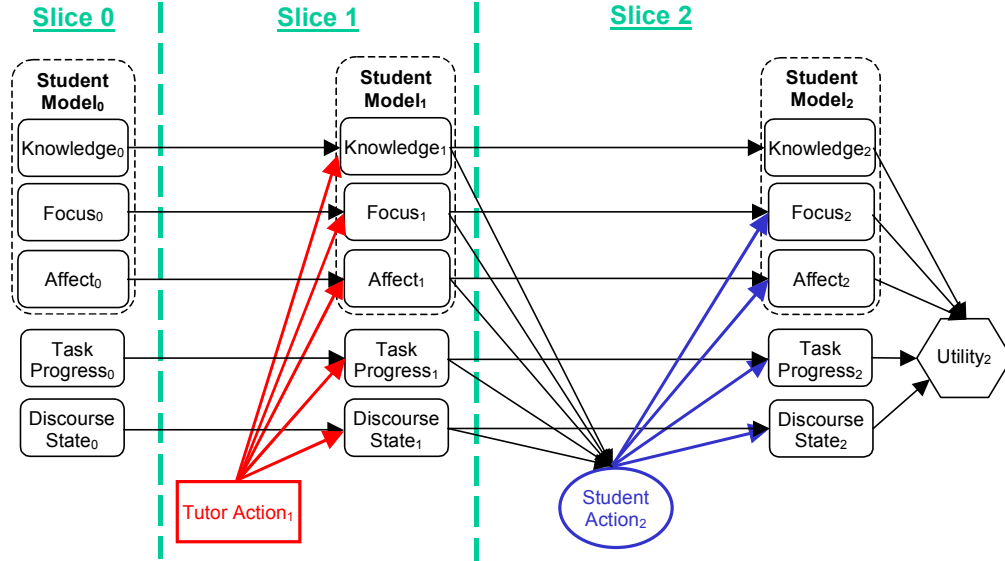 Slice 0
Slice 1
Slice 2
Student
Model₀
Student
Model₁
Student
Model₂
Knowledge₀
Knowledge₁
Knowledge₂
Focus₀
Focus₁
Focus₂
Affect₀
Affect₁
Affect₂
Task
Progress₀
Task
Progress₁
Task
Progress₂
Utility₂
Discourse
State₀
Discourse
State₁
Discourse
State₂
Tutor Action₁
Student
Action₂